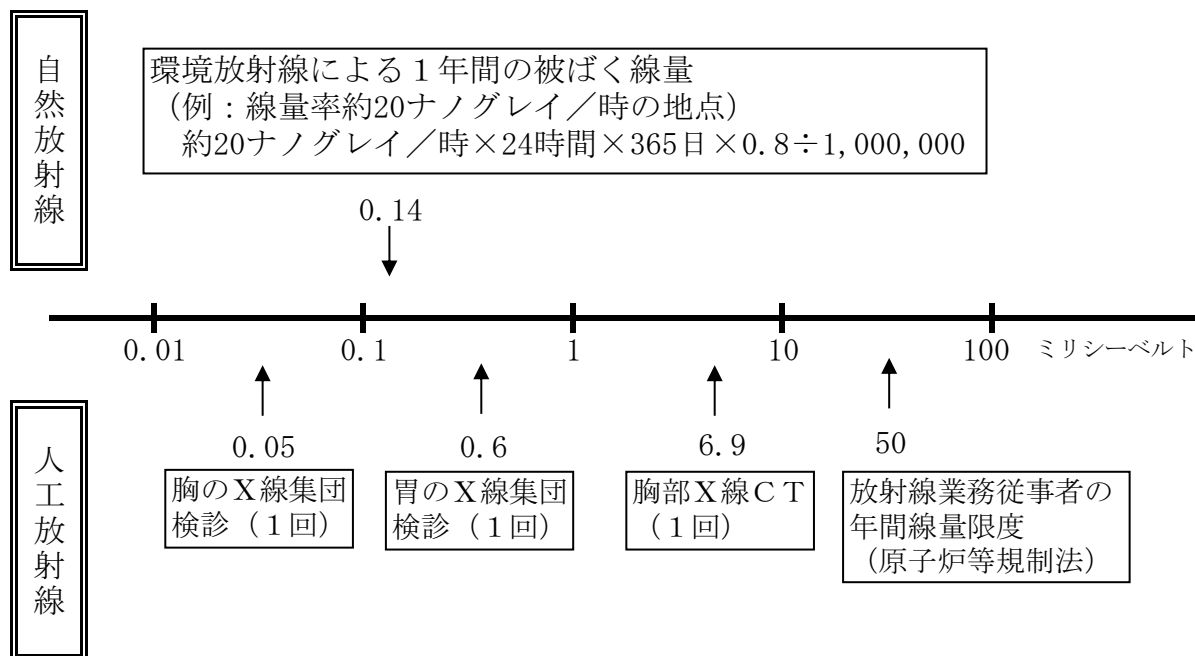 自然放射線
環境放射線による１年間の被ばく線量
（例：線量率約20ナノグレイ／時の地点）
約20ナノグレイ／時×24時間×365日×0.8÷1,000,000
0.14
0.01
0.1
1
10
100
ミリシーベルト
人工放射線
0.05
胸のＸ線集団
検診（１回）
0.6
胃のＸ線集団
検診（１回）
6.9
胸部Ｘ線ＣＴ
（１回）
50
放射線業務従事者の
年間線量限度
（原子炉等規制法）